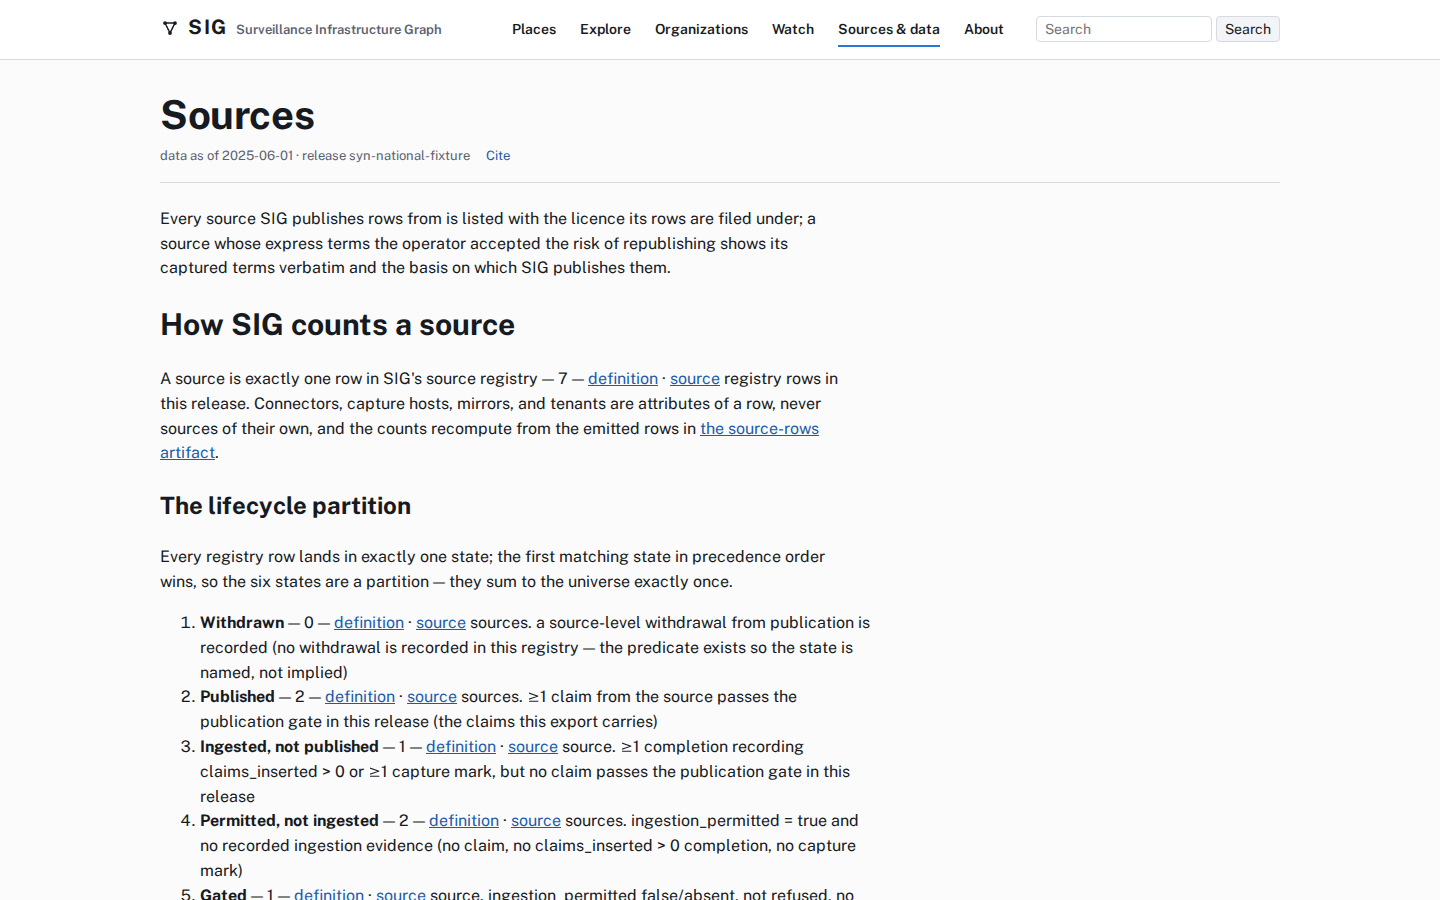 SIG Surveillance Infrastructure Graph Places Explore Organizations Watch Sources & data About Search Search
Sources
data as of 2025-06-01 · release syn-national-fixture Cite
Every source SIG publishes rows from is listed with the licence its rows are filed under; a
source whose express terms the operator accepted the risk of republishing shows its
captured terms verbatim and the basis on which SIG publishes them.
How SIG counts a source
A source is exactly one row in SIG's source registry — 7 — definition · source registry rows in
this release. Connectors, capture hosts, mirrors, and tenants are attributes of a row, never
sources of their own, and the counts recompute from the emitted rows in the source-rows
artifact.
The lifecycle partition
Every registry row lands in exactly one state; the first matching state in precedence order
wins, so the six states are a partition — they sum to the universe exactly once.
1. Withdrawn — 0 — definition · source sources. a source-level withdrawal from publication is
recorded (no withdrawal is recorded in this registry — the predicate exists so the state is
named, not implied)
2. Published — 2 — definition · source sources. ≥1 claim from the source passes the
publication gate in this release (the claims this export carries)
3. Ingested, not published — 1 — definition · source source. ≥1 completion recording
claims_inserted > 0 or ≥1 capture mark, but no claim passes the publication gate in this
release
4. Permitted, not ingested — 2 — definition · source sources. ingestion_permitted = true and
no recorded ingestion evidence (no claim, no claims_inserted > 0 completion, no capture
mark)
5. Gated — 1 — definition · source source. ingestion_permitted false/absent, not refused, no